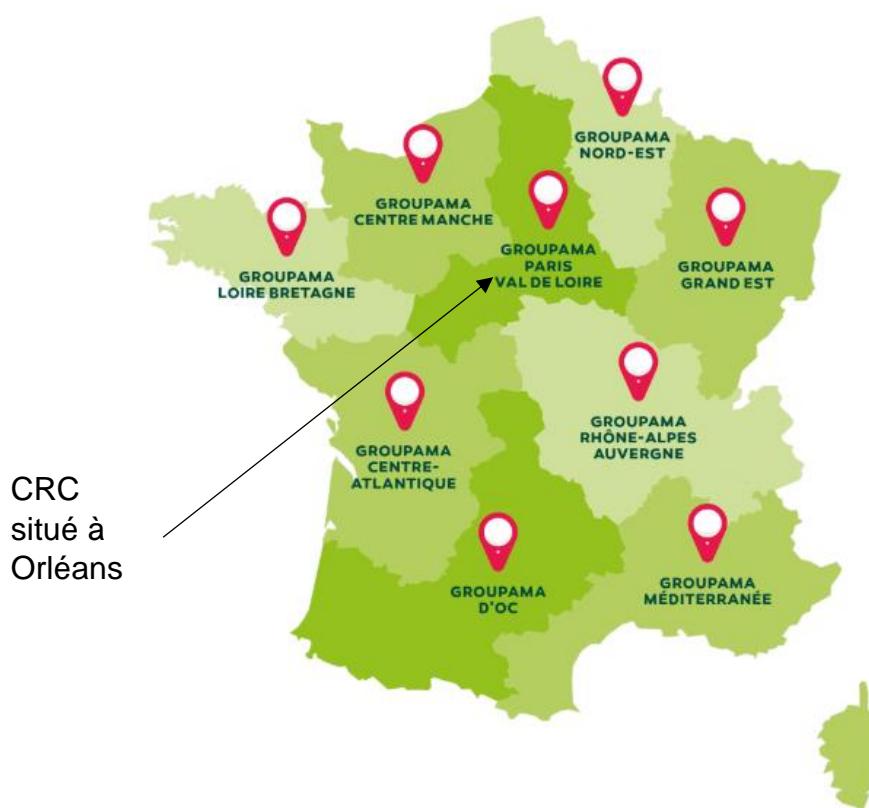 GROUPAMA
NORD-EST
GROUPAMA
CENTRE MANCHE
GROUPAMA
PARIS
VAL DE LOIRE
GROUPAMA
GRAND EST
GROUPAMA
LOIRE BRETAGNE
GROUPAMA
RHÔNE-ALPES
AUVERGNE
GROUPAMA
CENTRE-
ATLANTIQUE
CRC
situé à
Orléans
GROUPAMA
D'OC
GROUPAMA
MÉDITERRANÉE